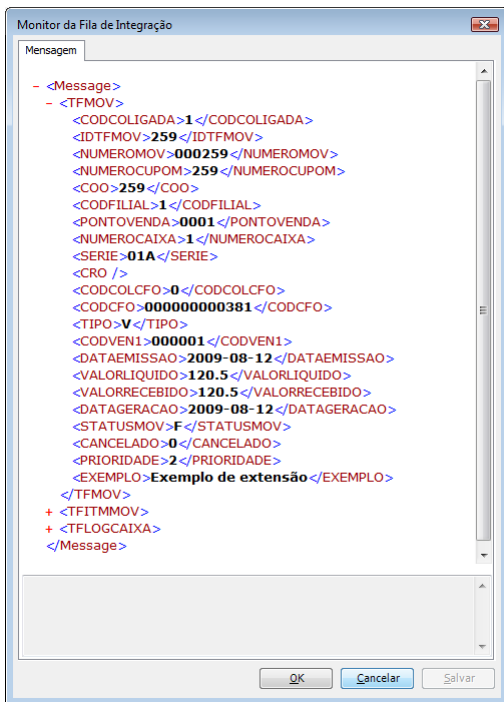 Monitor da Fila de Integração
Mensagem
- <Message>
- <TFMOV>
<CODCOLIGADA>1</CODCOLIGADA>
<IDTFMOV>259</IDTFMOV>
<NUMEROMOV>000259</NUMEROMOV>
<NUMEROCUPOM>259</NUMEROCUPOM>
<COO>259</COO>
<CODFILIAL>1</CODFILIAL>
<PONTOVENDA>0001</PONTOVENDA>
<NUMEROCAIXA>1</NUMEROCAIXA>
<SERIE>01A</SERIE>
<CRO />
<CODCOLCFO>0</CODCOLCFO>
<CODCFO>000000000381</CODCFO>
<TIPO>V</TIPO>
<CODVEN1>000001</CODVEN1>
<DATAEMISSAO>2009-08-12</DATAEMISSAO>
<VALORLIQUIDO>120.5</VALORLIQUIDO>
<VALORRECEBIDO>120.5</VALORRECEBIDO>
<DATAGERACAO>2009-08-12</DATAGERACAO>
<STATUSMOV>F</STATUSMOV>
<CANCELADO>0</CANCELADO>
<PRIORIDADE>2</PRIORIDADE>
<EXEMPLO>Exemplo de extensão</EXEMPLO>
</TFMOV>
+ <TFITMMOV>
+ <TFLOGCAIXA>
</Message>
OK Cancelar Salvar